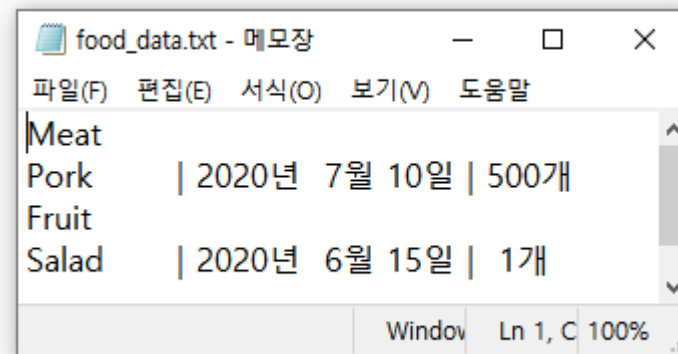 food_data.txt - 메모장
파일(F) 편집(E) 서식(O) 보기(V) 도움말
Meat
Pork | 2020년 7월 10일 | 500개
Fruit
Salad | 2020년 6월 15일 | 1개
Window Ln 1, C 100%